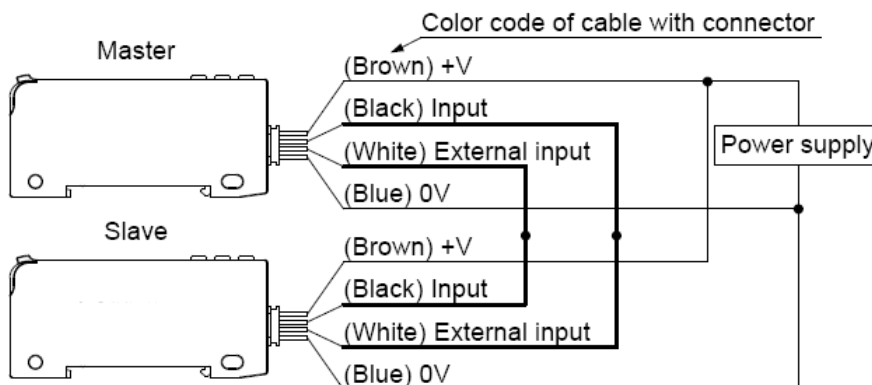 Color code of cable with connector
Master
(Brown) +V
(Black) Input
Power supply
(White) External input
(Blue) 0V
Slave
(Brown) +V
(Black) Input
(White) External input
(Blue) 0V